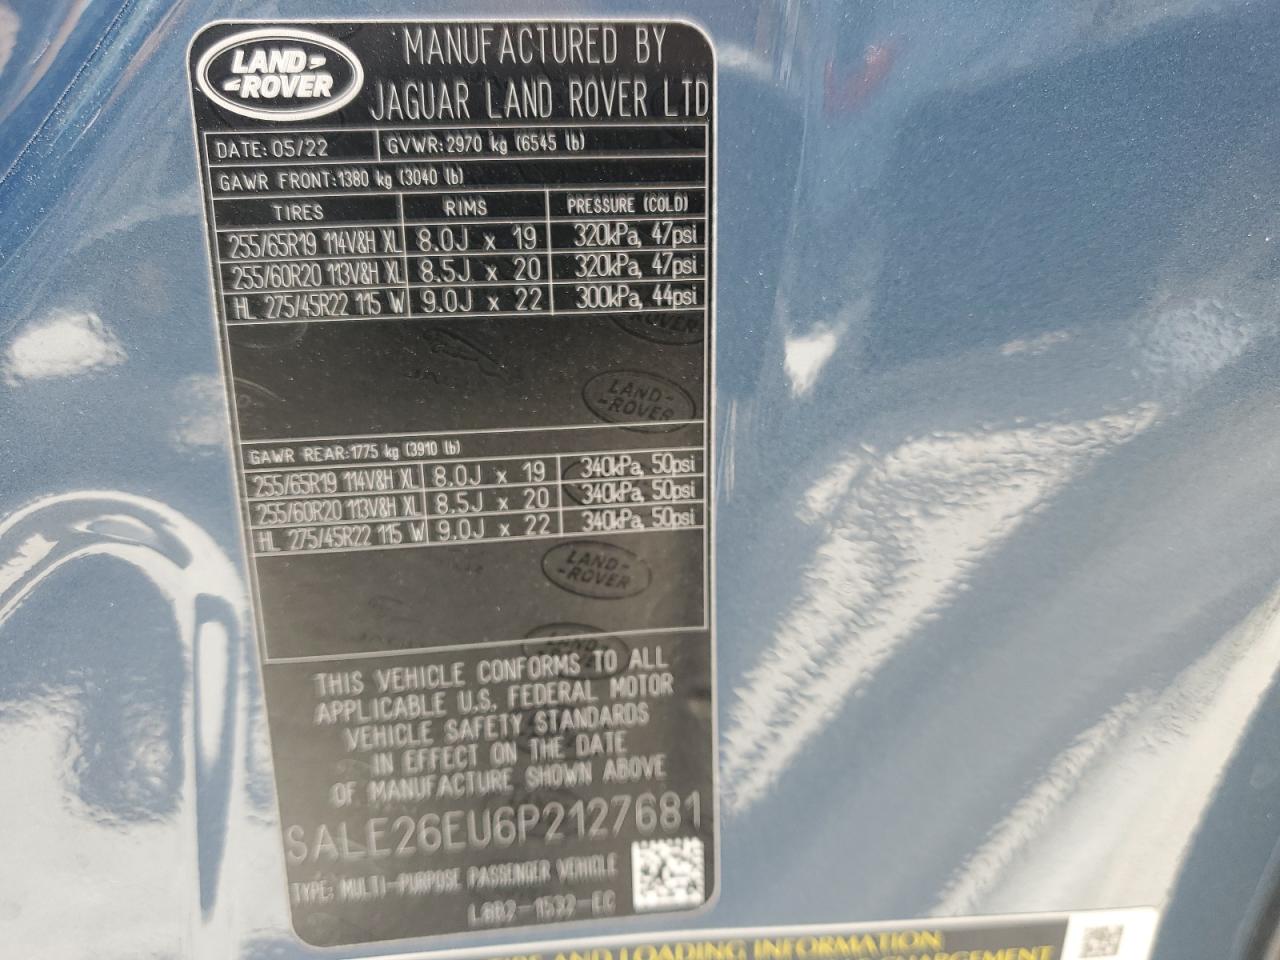 LAND-
-ROVER
MANUFACTURED BY
JAGUAR LAND ROVER LTD
DATE: 05/22 GVWR: 2970 kg (6545 lb)
GAWR FRONT: 1380 kg (3040 lb)
TIRES RIMS PRESSURE (COLD)
255/65R19 114V&H XL 8.0J x 19 320kPa, 47psi
255/60R20 113V&H XL 8.5J x 20 320kPa, 47psi
HL 275/45R22 115 W 9.0J x 22 300kPa, 44psi
ROVER
LAND-
-ROVER
GAWR REAR: 1775 kg (3910 lb)
255/65R19 114V&H XL 8.0J x 19 340kPa, 50psi
255/60R20 113V&H XL 8.5J x 20 340kPa, 50psi
HL 275/45R22 115 W 9.0J x 22 340kPa, 50psi
LAND-
-ROVER
THIS VEHICLE CONFORMS TO ALL
APPLICABLE U.S. FEDERAL MOTOR
VEHICLE SAFETY STANDARDS
IN EFFECT ON THE DATE
OF MANUFACTURE SHOWN ABOVE
SALE26EU6P2127681
TYPE: MULTI-PURPOSE PASSENGER VEHICLE
AND LOADING INFORMATION